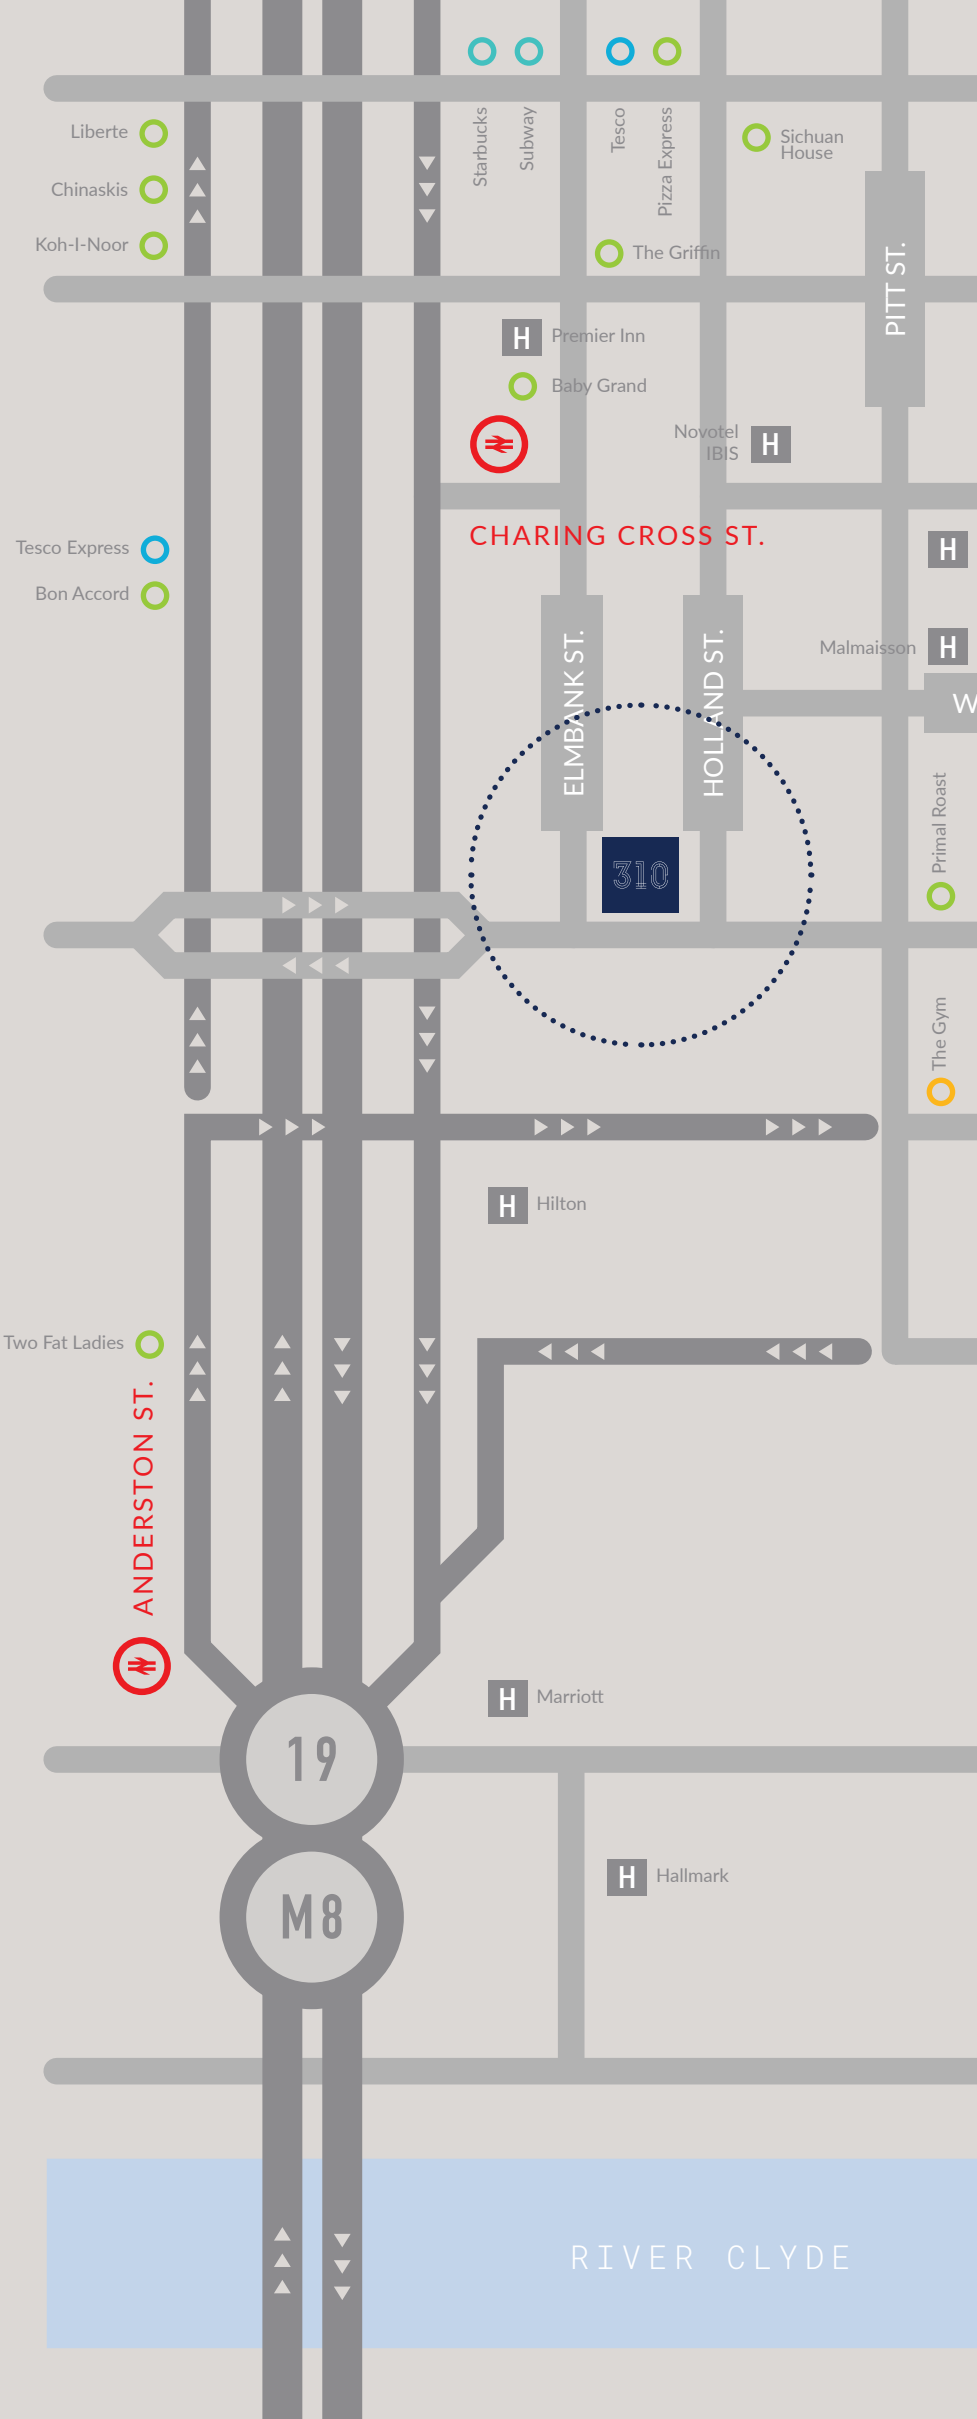 Starbucks
Subway
Tesco
Pizza Express
Liberte
Sichuan
House
Chinaskis
Koh-I-Noor
The Griffin
PITT ST.
H Premier Inn
Baby Grand
Novotel
IBIS
H
CHARING CROSS ST.
Tesco Express
H
Bon Accord
Malmaisson H
ELMBANK ST.
HOLLAND ST.
W
Primal Roast
310
The Gym
H Hilton
Two Fat Ladies
ANDERSTON ST.
H Marriott
19
H Hallmark
M8
RIVER CLYDE